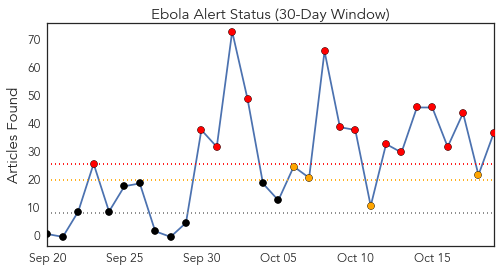 Ebola Alert Status (30-Day Window)
Articles Found
70
60
50
40
30
20
10
0
Sep 20 Sep 25 Sep 30 Oct 05 Oct 10 Oct 15